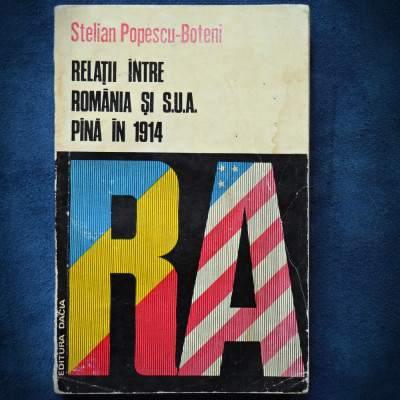 Stelian Popescu-Boteni
RELAȚII ÎNTRE
ROMÂNIA ȘI S.U.A.
PÎNĂ ÎN 1914
RA
EDITURA DACIA